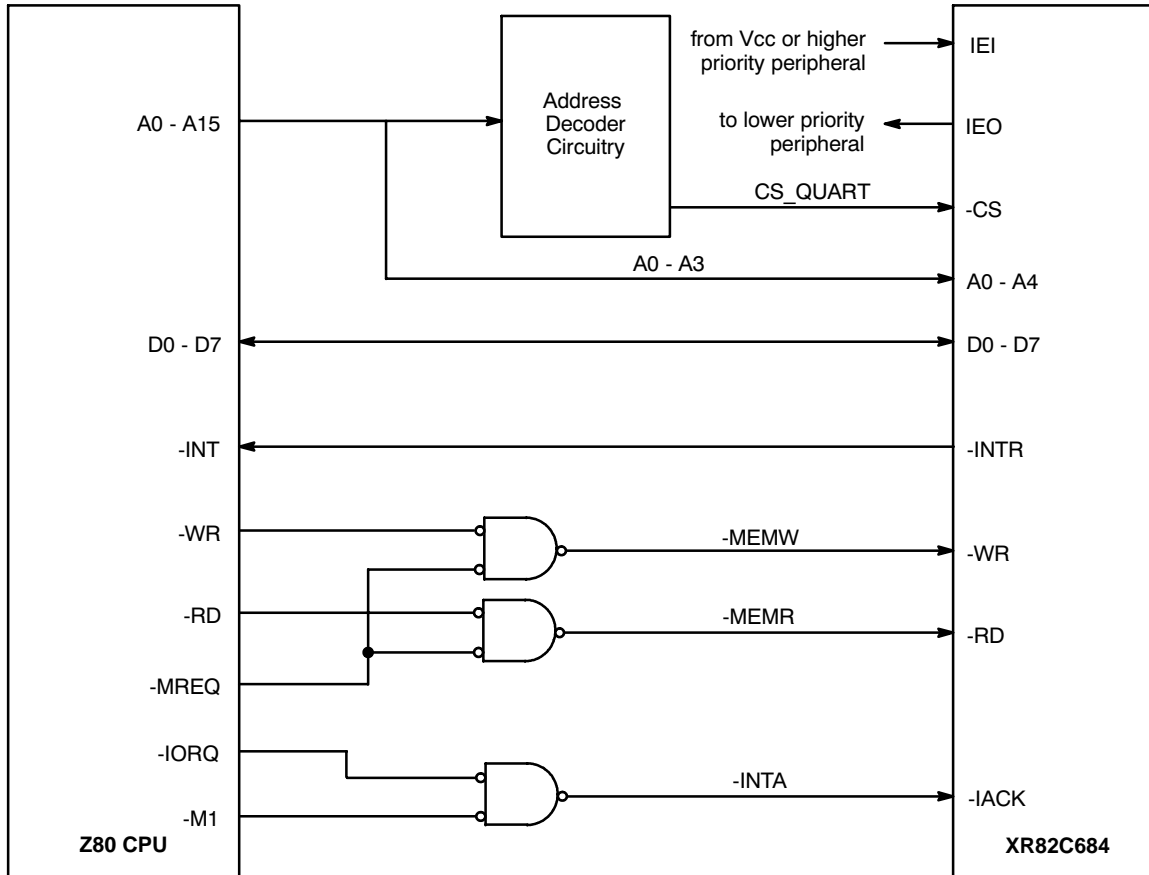 from Vcc or higher
priority peripheral
IEI
A0 - A15
Address
Decoder
Circuitry
to lower priority
peripheral
IEO
CS_QUART
-CS
A0 - A3
A0 - A4
D0 - D7
D0 - D7
-INT
-INTR
-WR
-MEMW
-WR
-RD
-MEMR
-RD
-MREQ
-IORQ
-INTA
-IACK
-M1
Z80 CPU
XR82C684